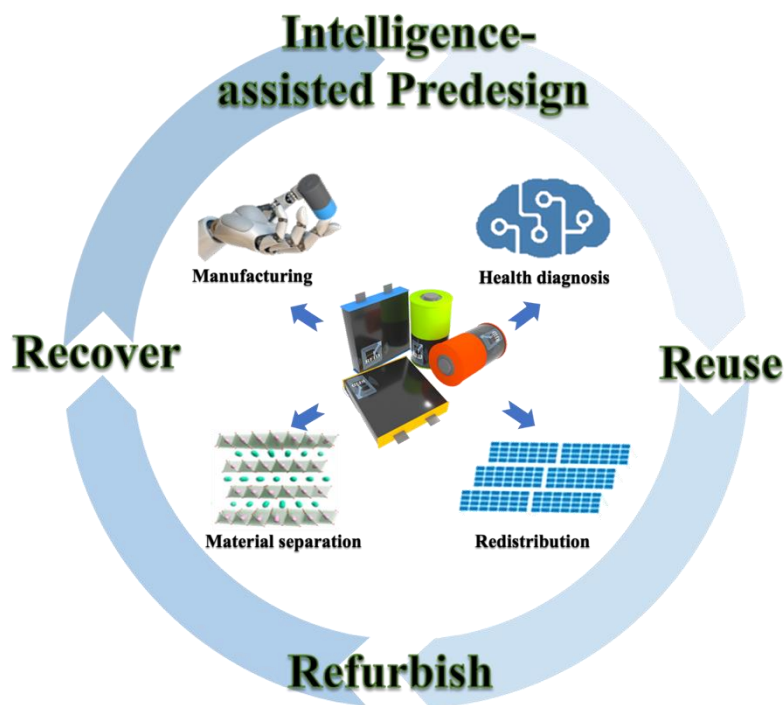 Intelligence-
assisted Predesign
Manufacturing
Health diagnosis
Recover
Reuse
Material separation
Redistribution
Refurbish